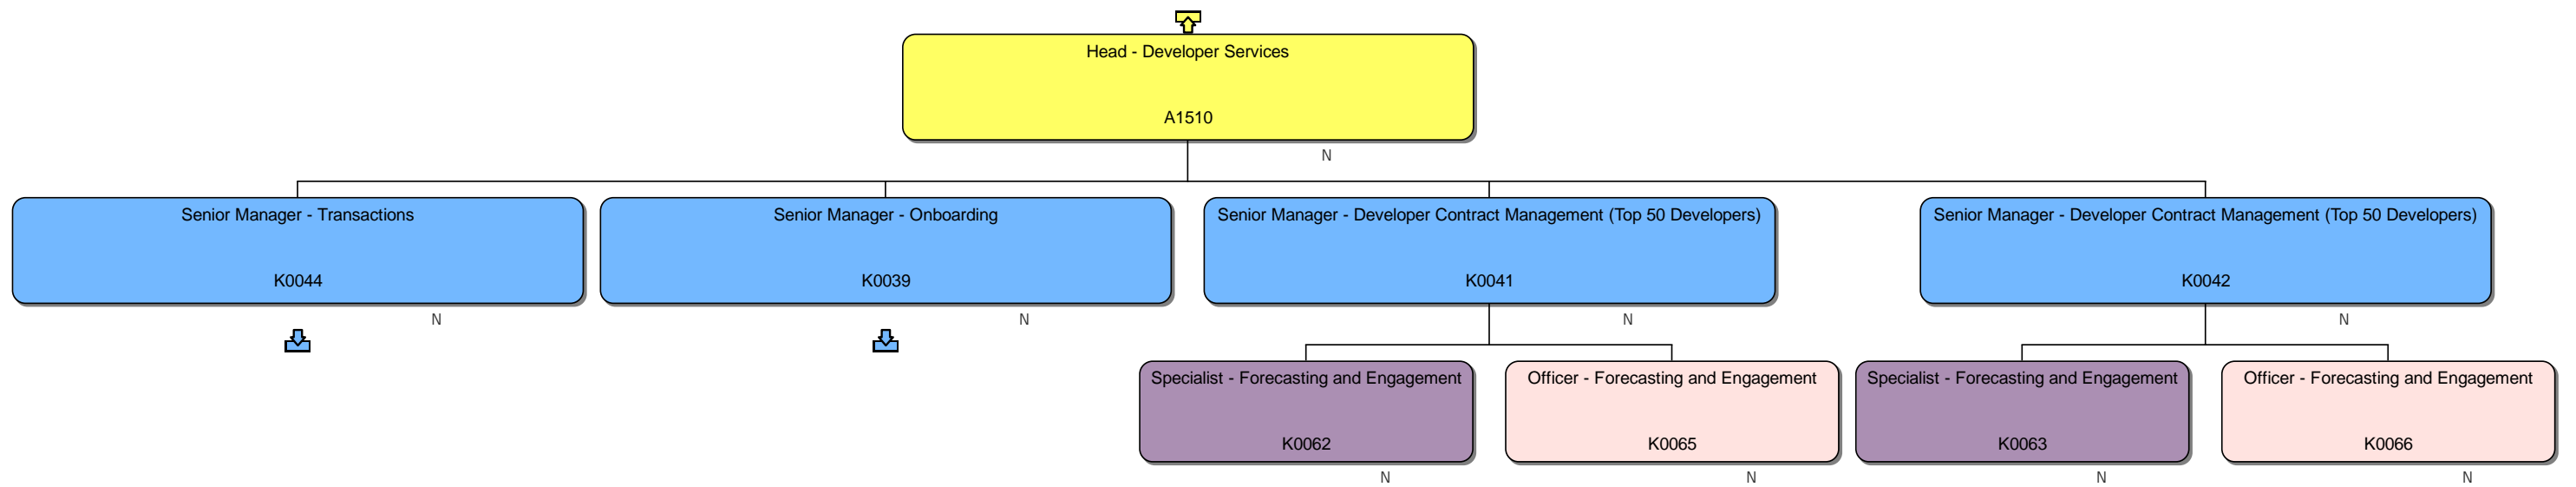 Head - Developer Services
A1510
N
Senior Manager - Transactions
K0044
N
Senior Manager - Onboarding
K0039
N
Senior Manager - Developer Contract Management (Top 50 Developers)
K0041
N
Senior Manager - Developer Contract Management (Top 50 Developers)
K0042
N
Specialist - Forecasting and Engagement
K0062
N
Officer - Forecasting and Engagement
K0065
N
Specialist - Forecasting and Engagement
K0063
N
Officer - Forecasting and Engagement
K0066
N